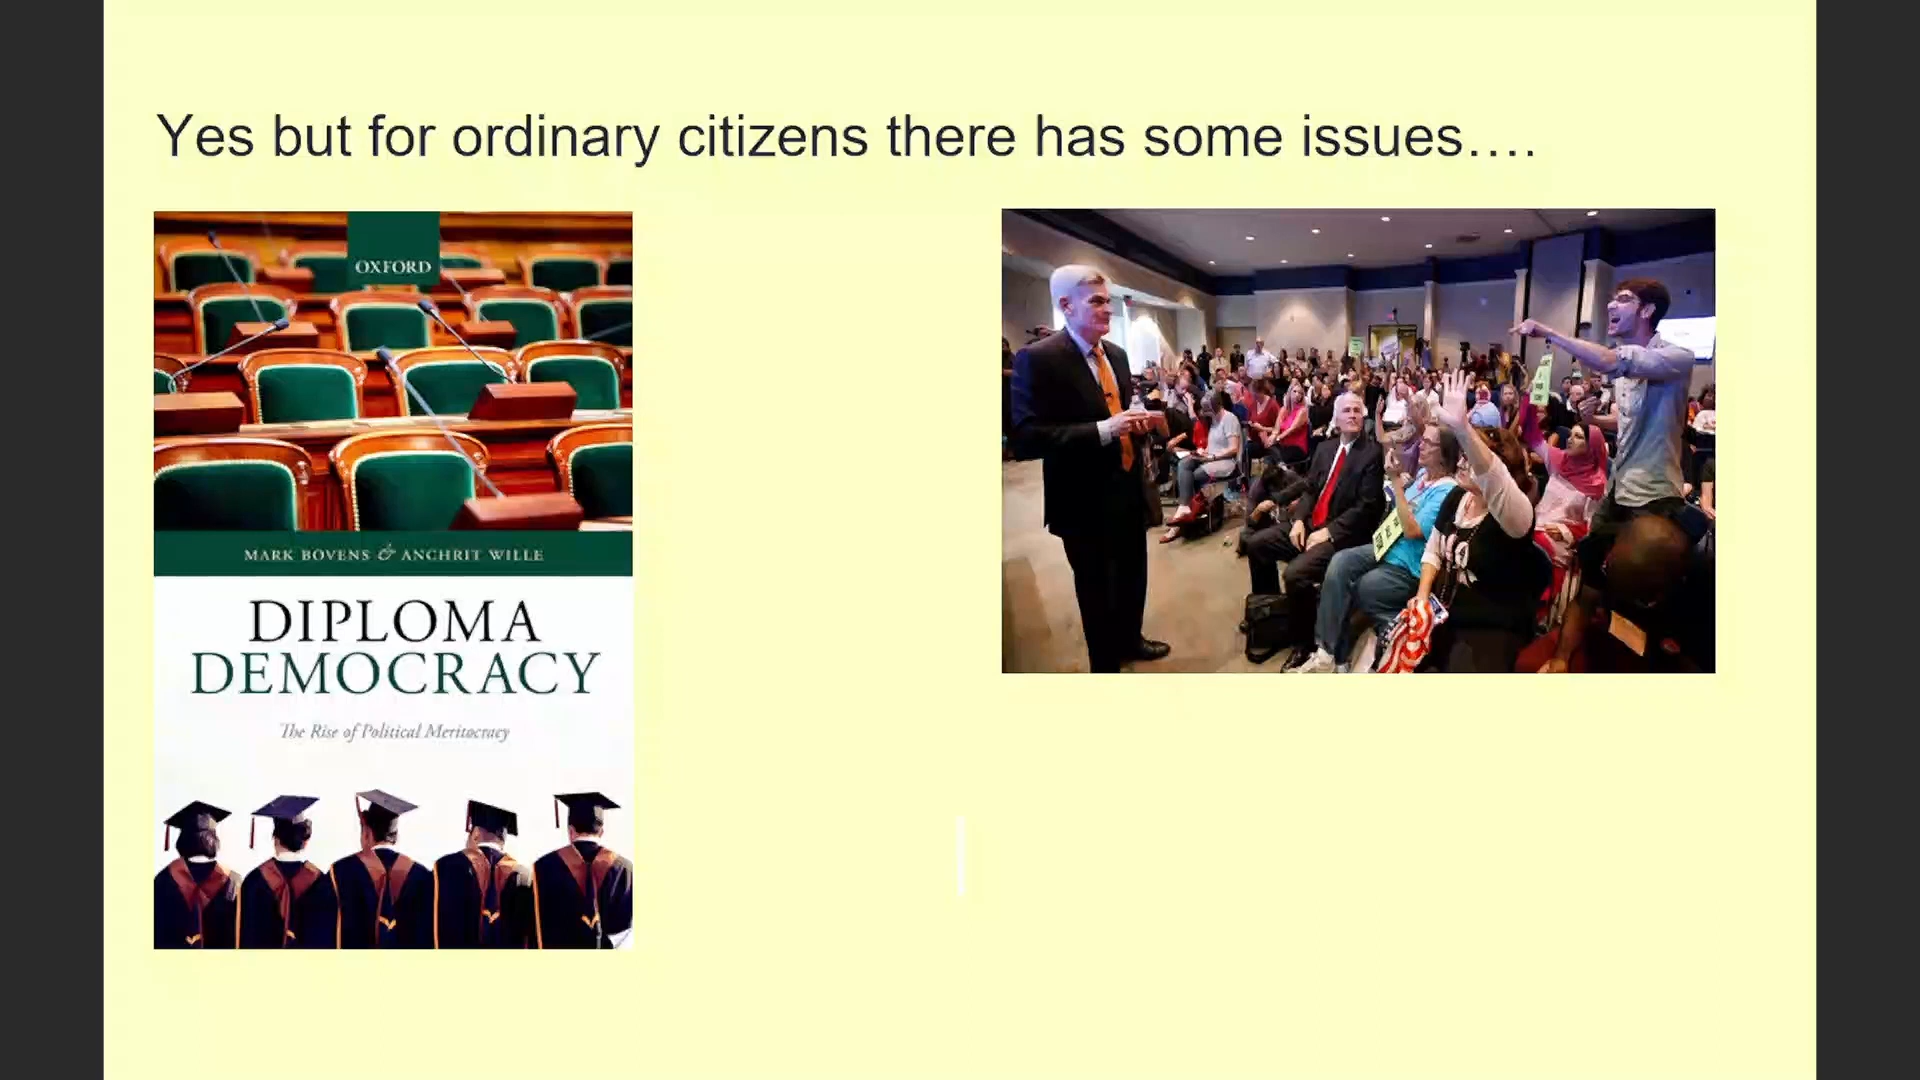 Yes but for ordinary citizens there has some issues….
OXFORD
MARK BOVENS & ANCHRIT WILLE
DIPLOMA
DEMOCRACY
The Rise of Political Meritocracy